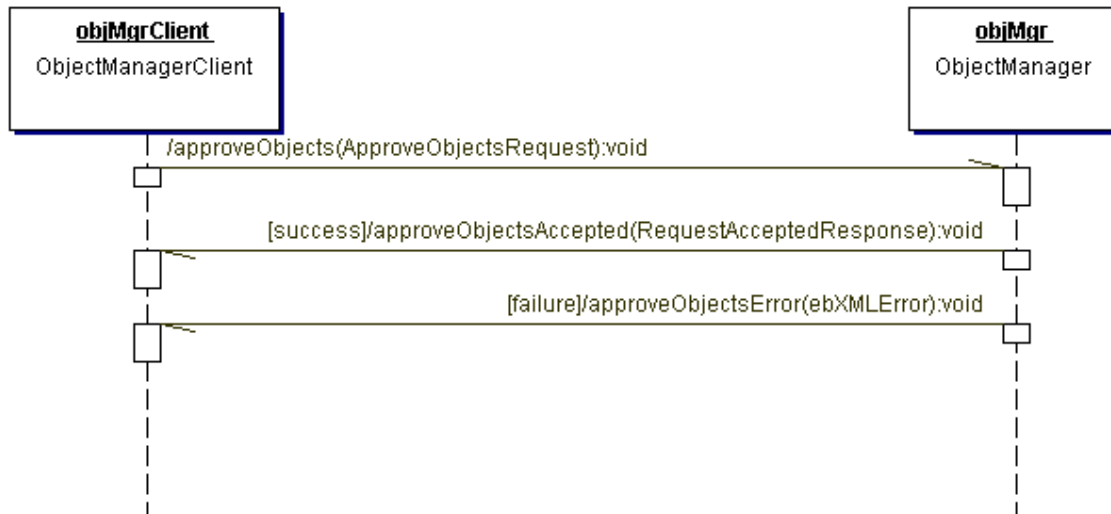 objMgrClient
ObjectManagerClient
objMgr
ObjectManager
/approveObjects(ApproveObjectsRequest):void
[success]/approveObjectsAccepted(RequestAcceptedResponse):void
[failure]/approveObjectsError(ebXMLError):void